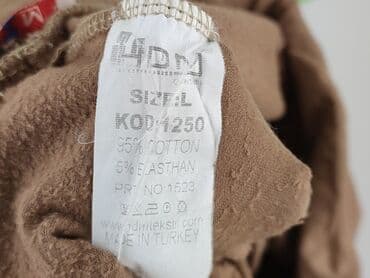 HDM
SIZE:L
KOD:1250
95% COTTON
5% ELASTHAN
PRT NO 1523
MADE IN TURKEY
M